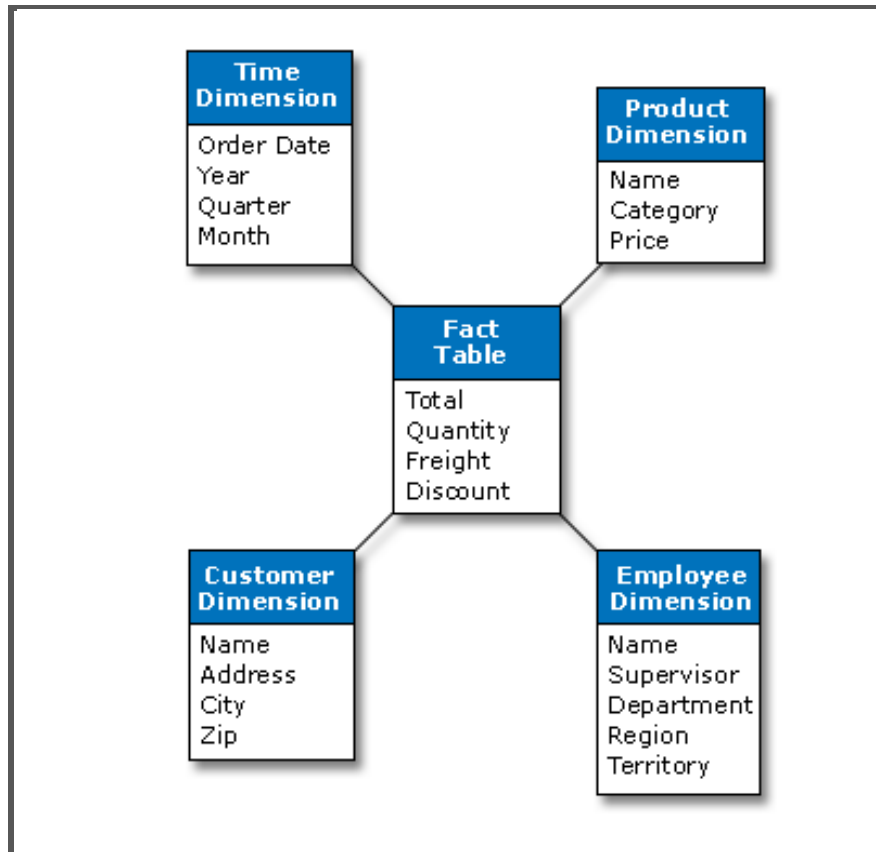 Time
Dimension
Order Date
Year
Quarter
Month
Product
Dimension
Name
Category
Price
Fact
Table
Total
Quantity
Freight
Discount
Customer
Dimension
Name
Address
City
Zip
Employee
Dimension
Name
Supervisor
Department
Region
Territory